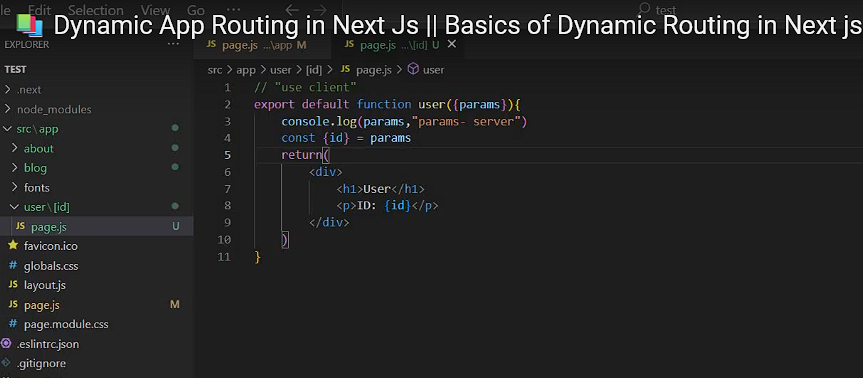 Selection View Go ··· test
Dynamic App Routing in Next Js || Basics of Dynamic Routing in Next js
EXPLORER ···
JS page.js ...\app M
JS page.js ...\[id] U ×
TEST
src > app > user > [id] > JS page.js > user
> .next
> node_modules
src\app
> about
> blog
> fonts
user\[id]
JS page.js U
favicon.ico
# globals.css
JS layout.js
JS page.js M
# page.module.css
.eslintrc.json
.gitignore
1 // "use client"
2 export default function user({params}){
3 console.log(params,"params- server")
4 const {id} = params
5 return(
6 <div>
7 <h1>User</h1>
8 <p>ID: {id}</p>
9 </div>
10 )
11 }